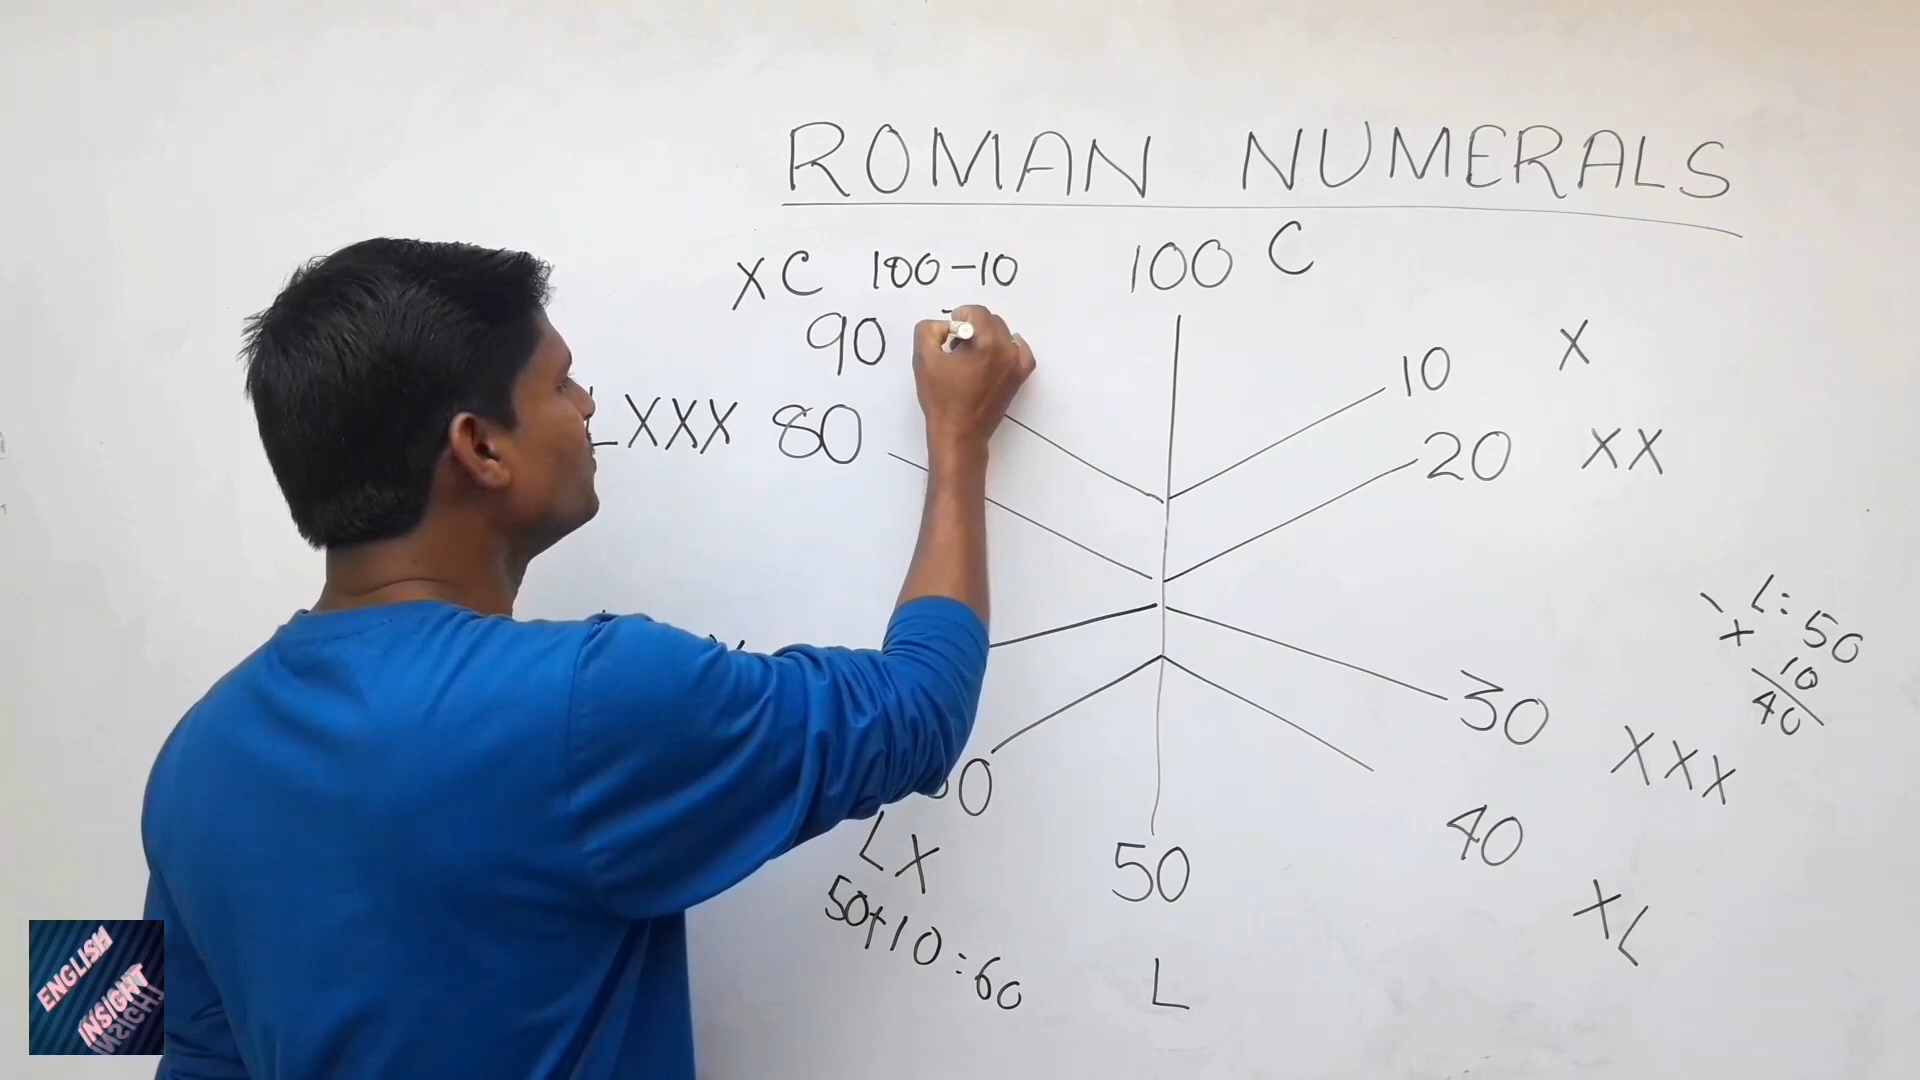 ROMAN NUMERALS
XC 100-10 100 C
90 10 X
LXXX 80 20 XX
L: 50
X 10
40
30 XXX
0 40
LX 50 XL
50+10:60 L
ENGLISH
INSIGHT